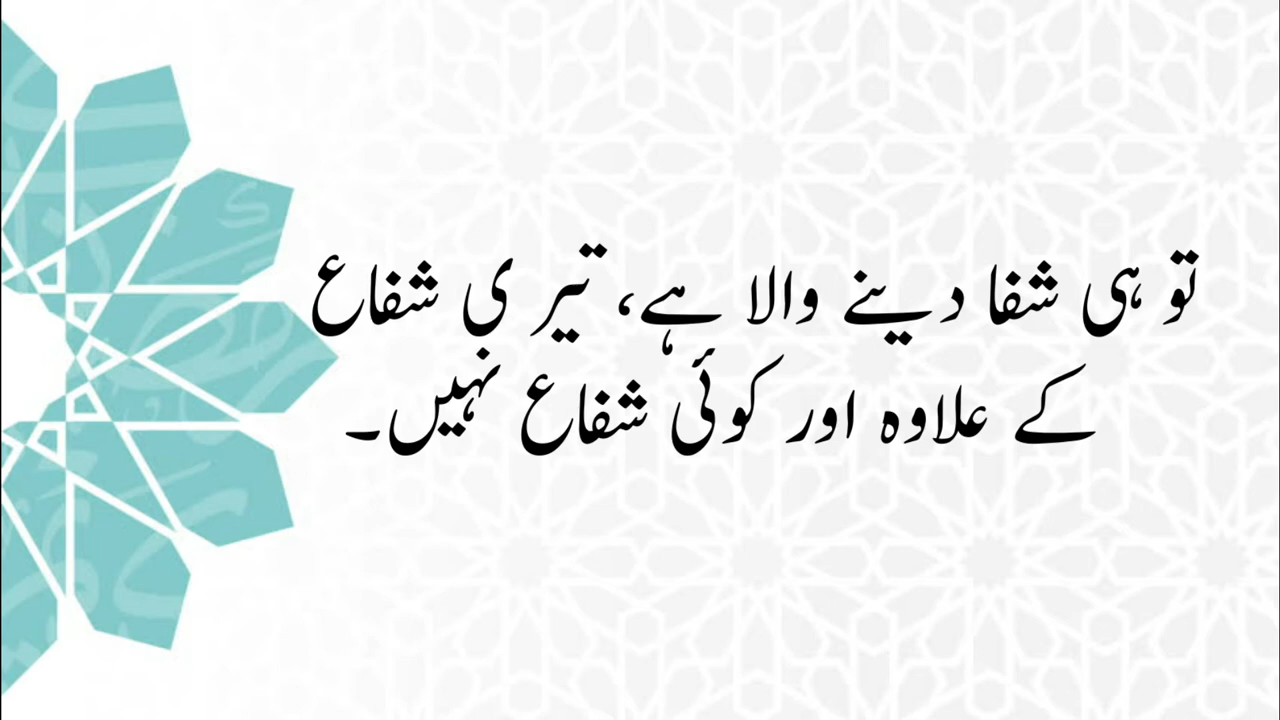 تو ہی شفا دینے والا ہے، تیری شفاع
کے علاوہ اور کوئی شفاع نہیں۔